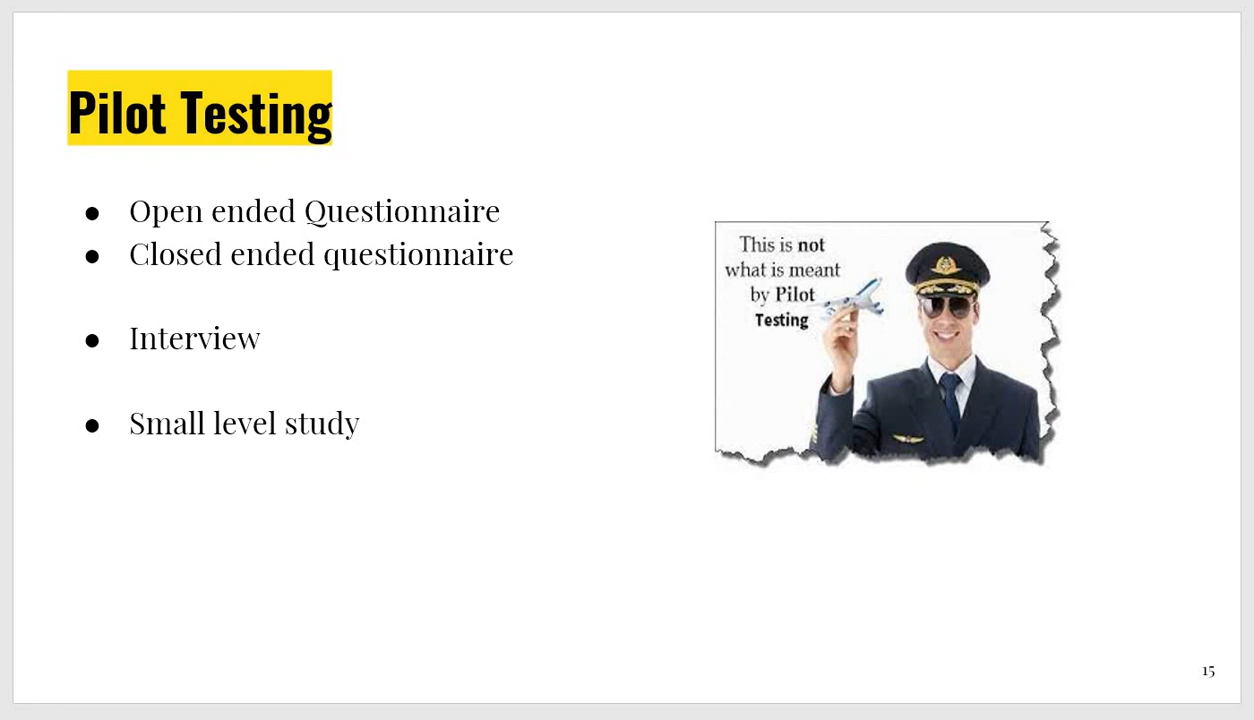 Pilot Testing
● Open ended Questionnaire
● Closed ended questionnaire
● Interview
● Small level study
This is not
what is meant
by Pilot
Testing
15